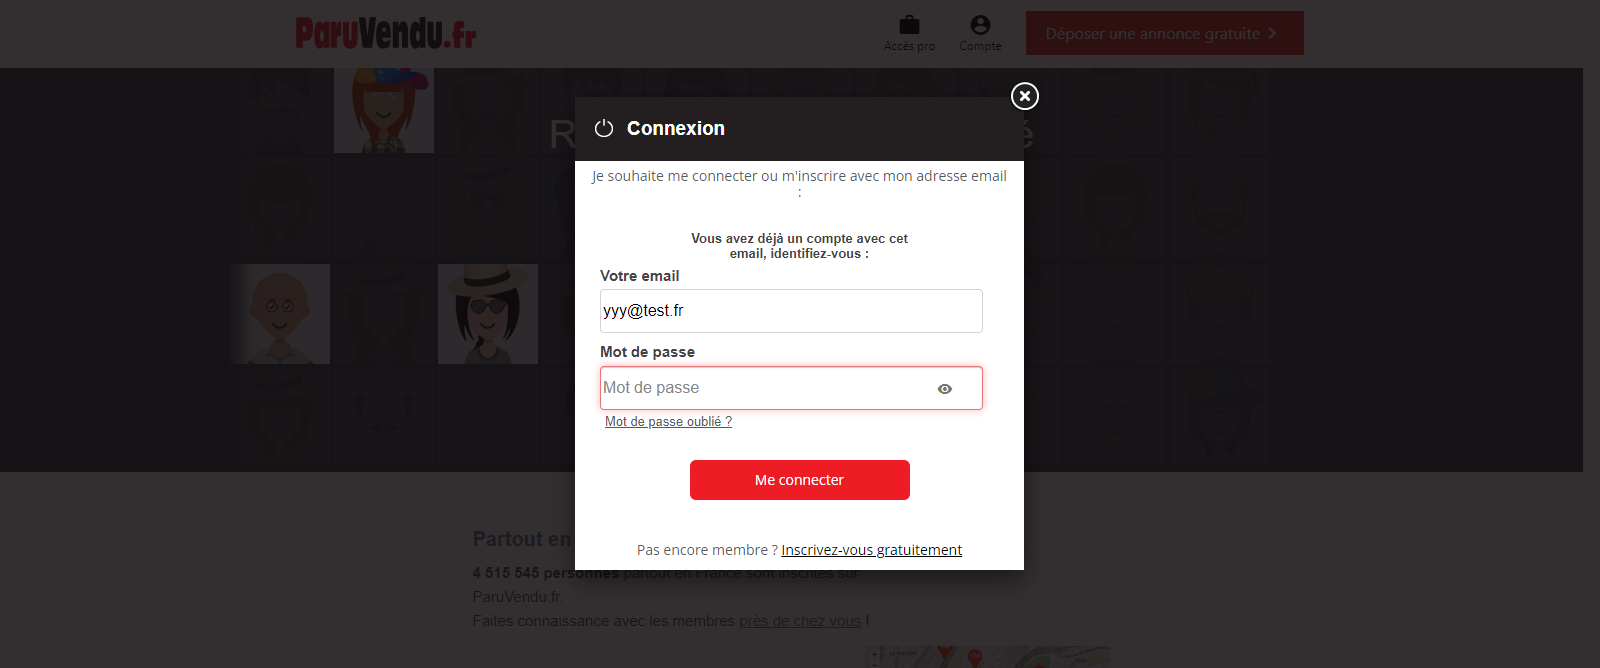 ParuVendu.fr
Accès pro
Compte
Déposer une annonce gratuite
R
é
Connexion
Je souhaite me connecter ou m'inscrire avec mon adresse email
:
Vous avez déjà un compte avec cet
email, identifiez-vous :
Votre email
yyy@test.fr
Mot de passe
Mot de passe
Mot de passe oublié ?
Me connecter
Pas encore membre ? Inscrivez-vous gratuitement
Partout en
4 515 545 personnes partout en France sont inscrites sur
ParuVendu.fr.
Faites connaissance avec les membres près de chez vous !